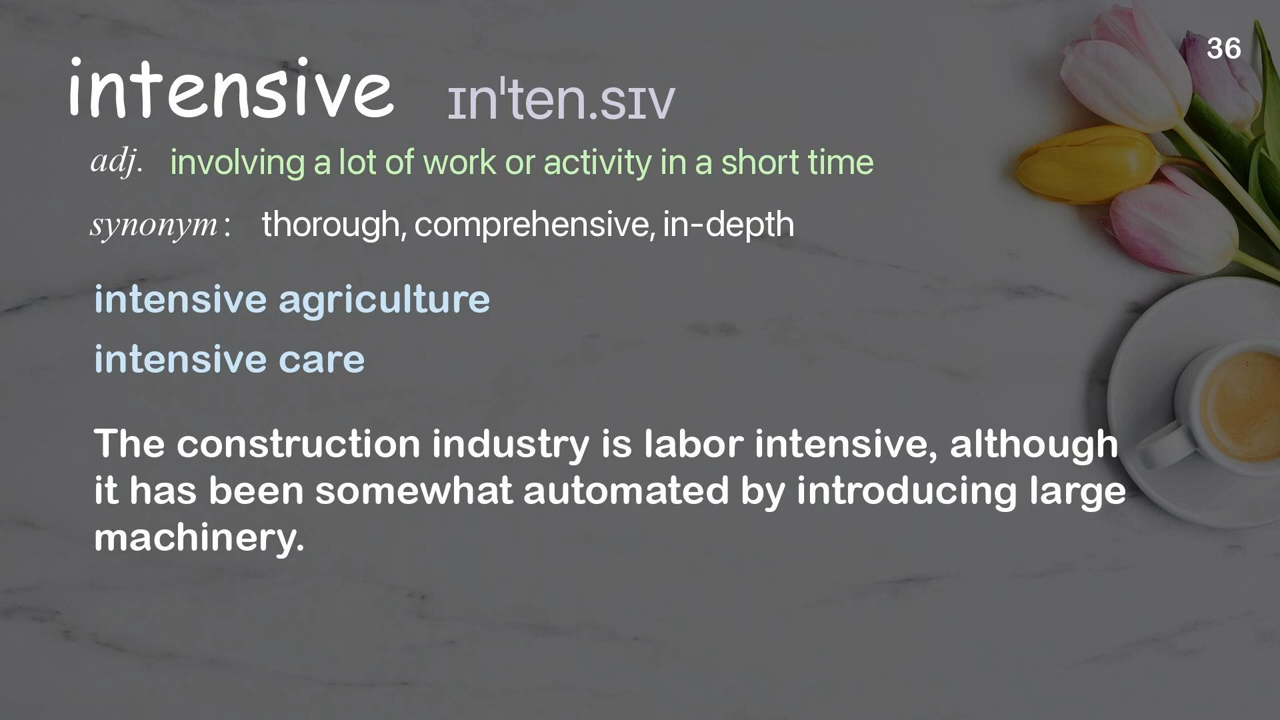 36
intensive ɪnˈten.sɪv
adj. involving a lot of work or activity in a short time
synonym: thorough, comprehensive, in-depth
intensive agriculture
intensive care
The construction industry is labor intensive, although
it has been somewhat automated by introducing large
machinery.